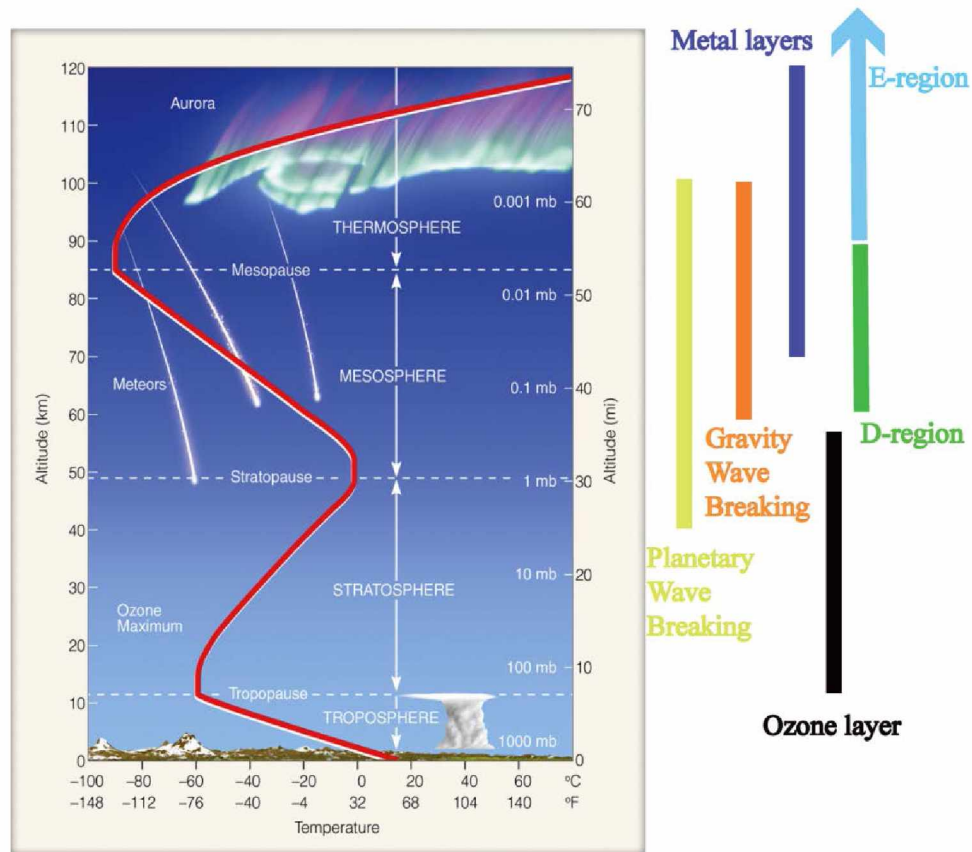 120
110
100
90
80
70
60
50
40
30
20
10
0
Altitude (km)
Aurora
0.001 mb
THERMOSPHERE
Mesopause
0.01 mb
MESOSPHERE
Meteors
0.1 mb
Stratopause
1 mb
10 mb
STRATOSPHERE
Ozone
Maximum
100 mb
Tropopause
TROPOSPHERE
1000 mb
70
60
50
40
30
20
10
0
Altitude (mi)
–100 –80 –60 –40 –20 0 20 40 60 ºC
–148 –112 –76 –40 –4 32 68 104 140 ºF
Temperature
Metal layers
E-region
D-region
Gravity
Wave
Breaking
Planetary
Wave
Breaking
Ozone layer